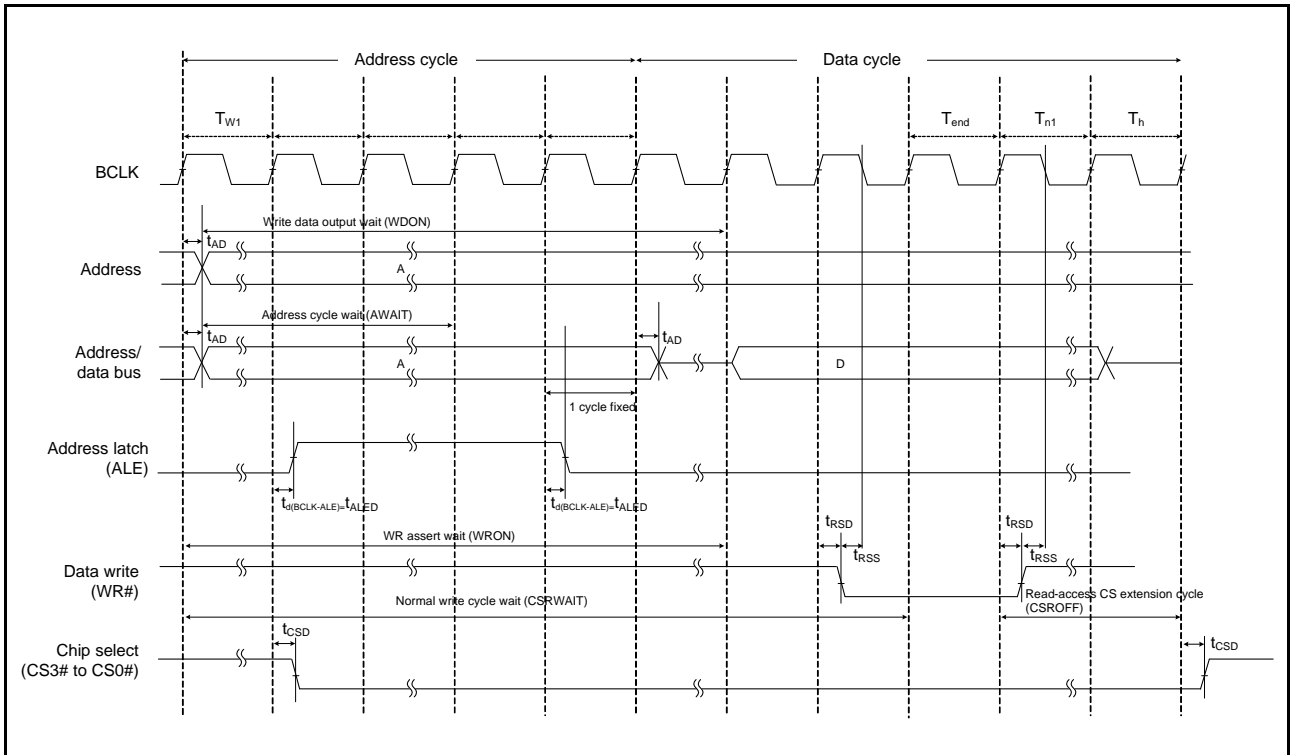 Address cycle
Data cycle
TW1
Tend
Tn1
Th
BCLK
Write data output wait (WDON)
tAD
Address
A
Address cycle wait (AWAIT)
tAD
tAD
Address/
data bus
A
D
1 cycle fixed
Address latch
(ALE)
td(BCLK-ALE)=tALED
td(BCLK-ALE)=tALED
tRSD
tRSD
WR assert wait (WRON)
tRSS
tRSS
Data write
(WR#)
Normal write cycle wait (CSRWAIT)
Read-access CS extension cycle
(CSROFF)
tCSD
tCSD
Chip select
(CS3# to CS0#)